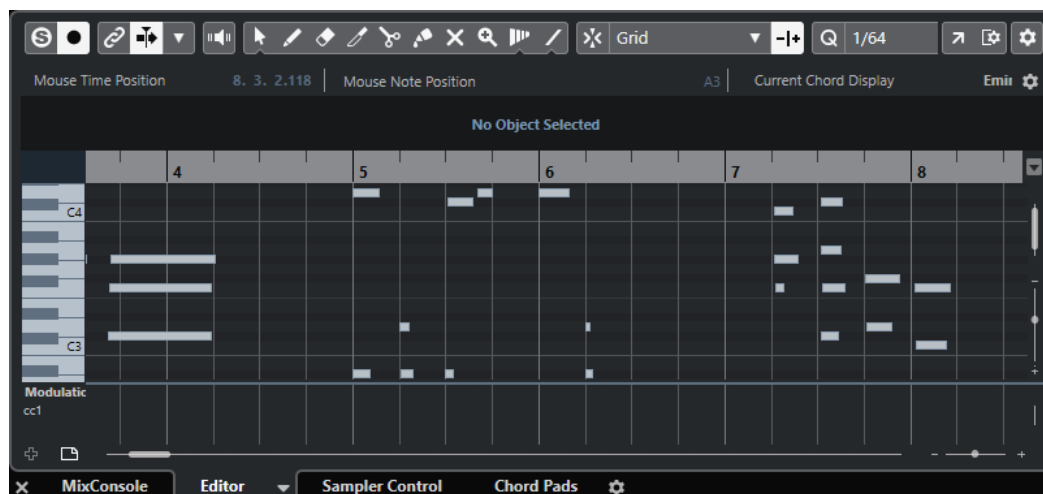 S Grid Q 1/64
Mouse Time Position 8. 3. 2.118 Mouse Note Position A3 Current Chord Display
No Object Selected
4 5 6 7 8
C4
C3
cc1
MixConsole Editor Sampler Control Chord Pads